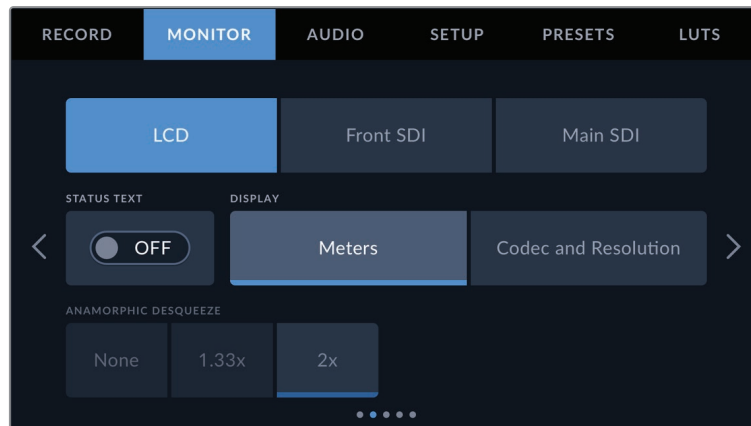 RECORD MONITOR AUDIO SETUP PRESETS LUTS
LCD Front SDI Main SDI
STATUS TEXT DISPLAY
OFF Meters Codec and Resolution
ANAMORPHIC DESQUEEZE
None 1.33x 2x